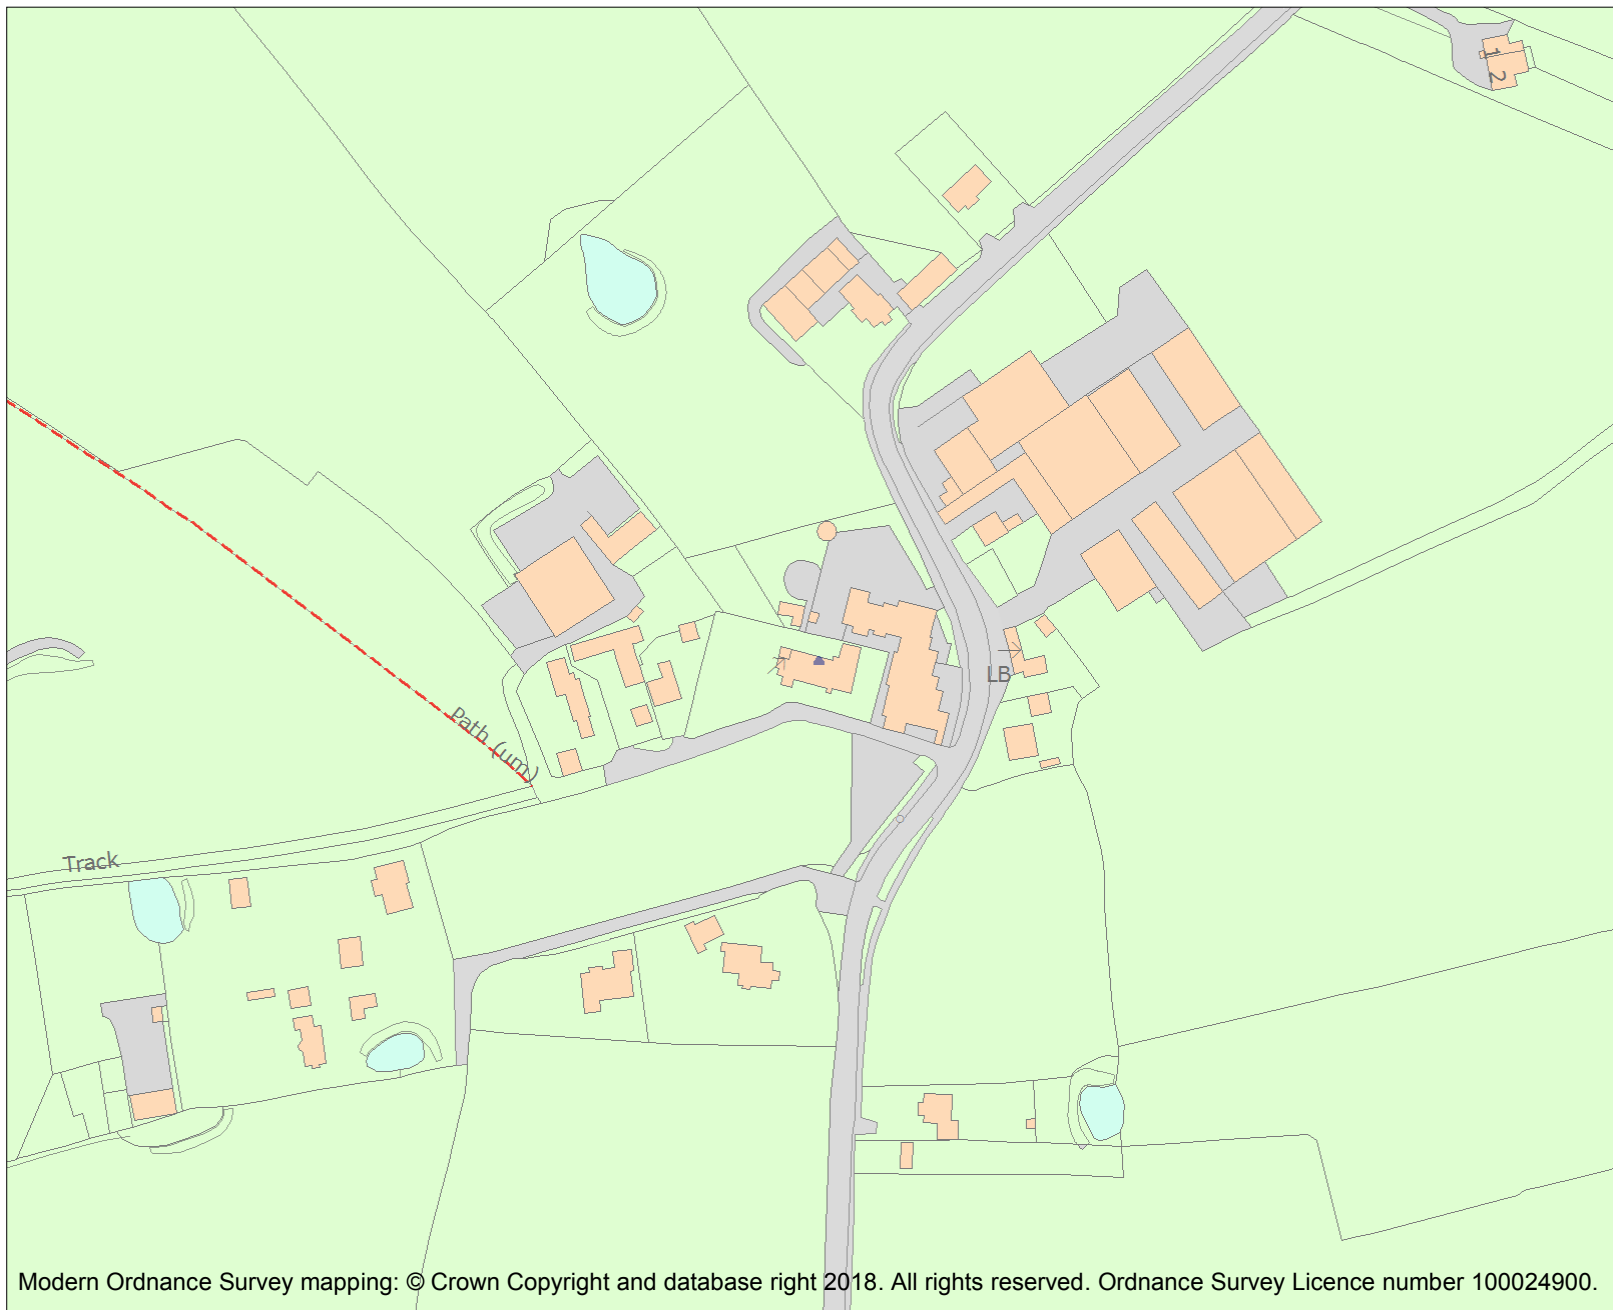 1
2
LB
Path (um)
Track
Modern Ordnance Survey mapping: © Crown Copyright and database right 2018. All rights reserved. Ordnance Survey Licence number 100024900.